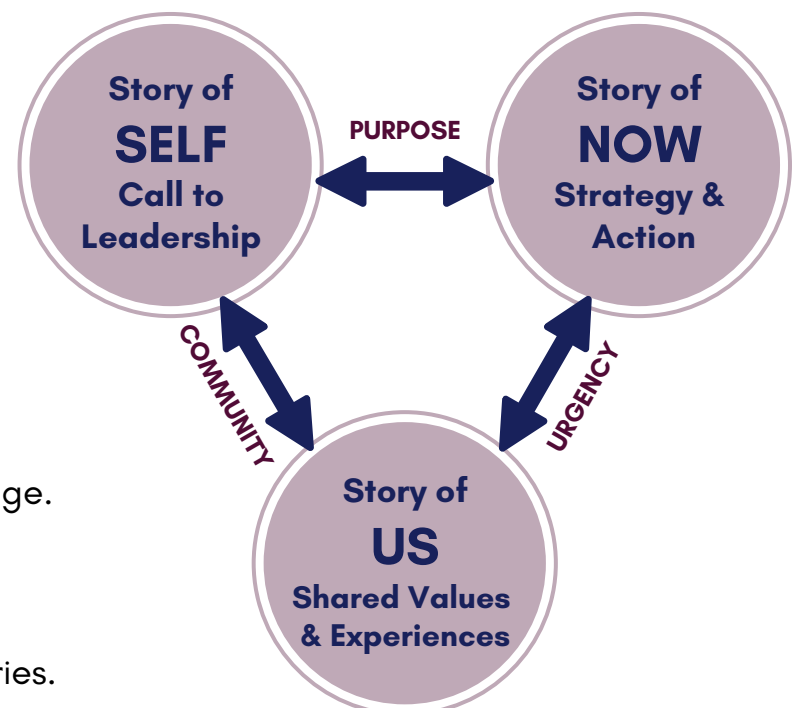 Story of
SELF
Call to
Leadership
PURPOSE
Story of
NOW
Strategy &
Action
COMMUNITY
URGENCY
ge.
Story of
US
Shared Values
& Experiences
ries.